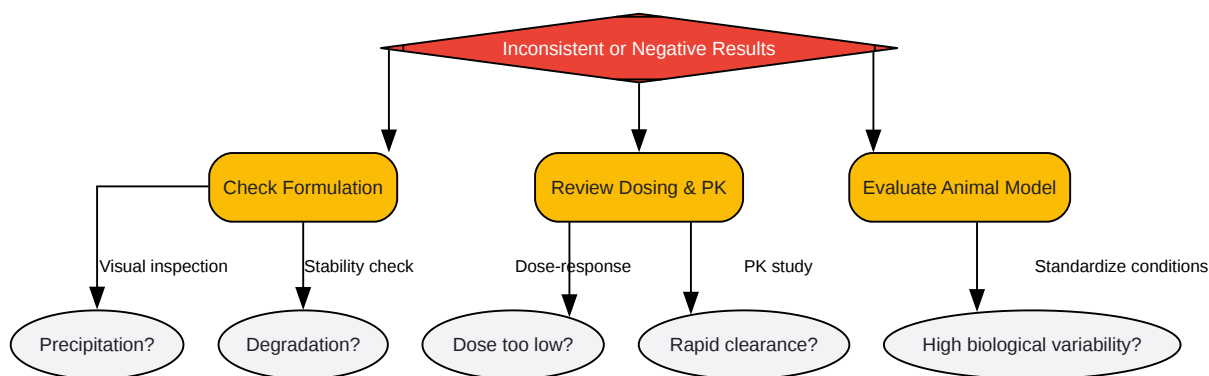 Inconsistent or Negative Results
Check Formulation
Review Dosing & PK
Evaluate Animal Model
Visual inspection
Stability check
Dose-response
PK study
Standardize conditions
Precipitation?
Degradation?
Dose too low?
Rapid clearance?
High biological variability?